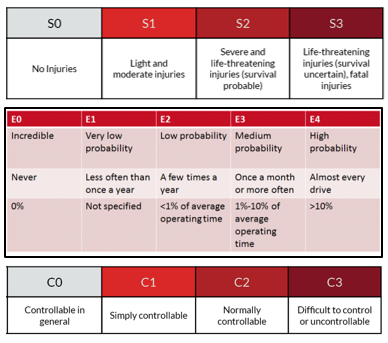 S0 S1 S2 S3
No Injuries
Light and
moderate injuries
Severe and
life-threatening
injuries (survival
probable)
Life-threatening
injuries (survival
uncertain), fatal
injuries
E0 E1 E2 E3 E4
Incredible
Very low
probability
Low probability
Medium
probability
High
probability
Never
Less often than
once a year
A few times a
year
Once a month
or more often
Almost every
drive
0%
Not specified
<1% of average
operating time
1%-10% of
average
operating
time
>10%
C0 C1 C2 C3
Controllable in
general
Simply controllable
Normally
controllable
Difficult to control
or uncontrollable